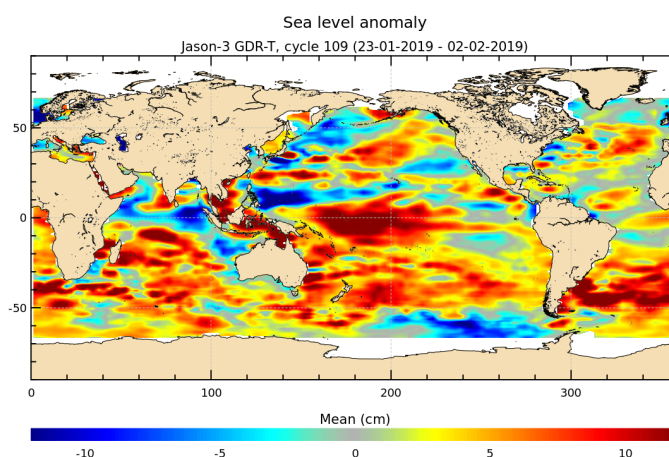 Sea level anomaly
Jason-3 GDR-T, cycle 109 (23-01-2019 - 02-02-2019)
50
0
-50
0 100 200 300
Mean (cm)
-10 -5 0 5 10